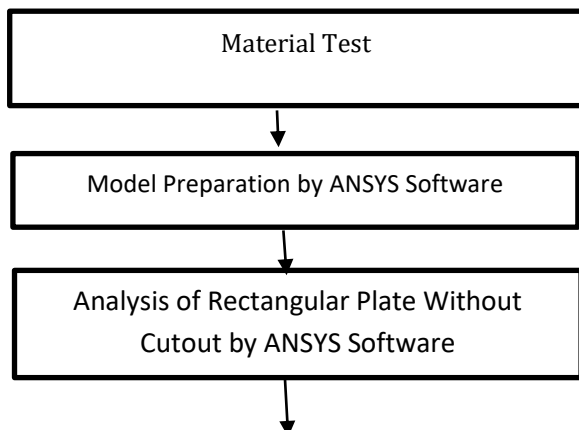 Material Test
Model Preparation by ANSYS Software
Analysis of Rectangular Plate Without
Cutout by ANSYS Software